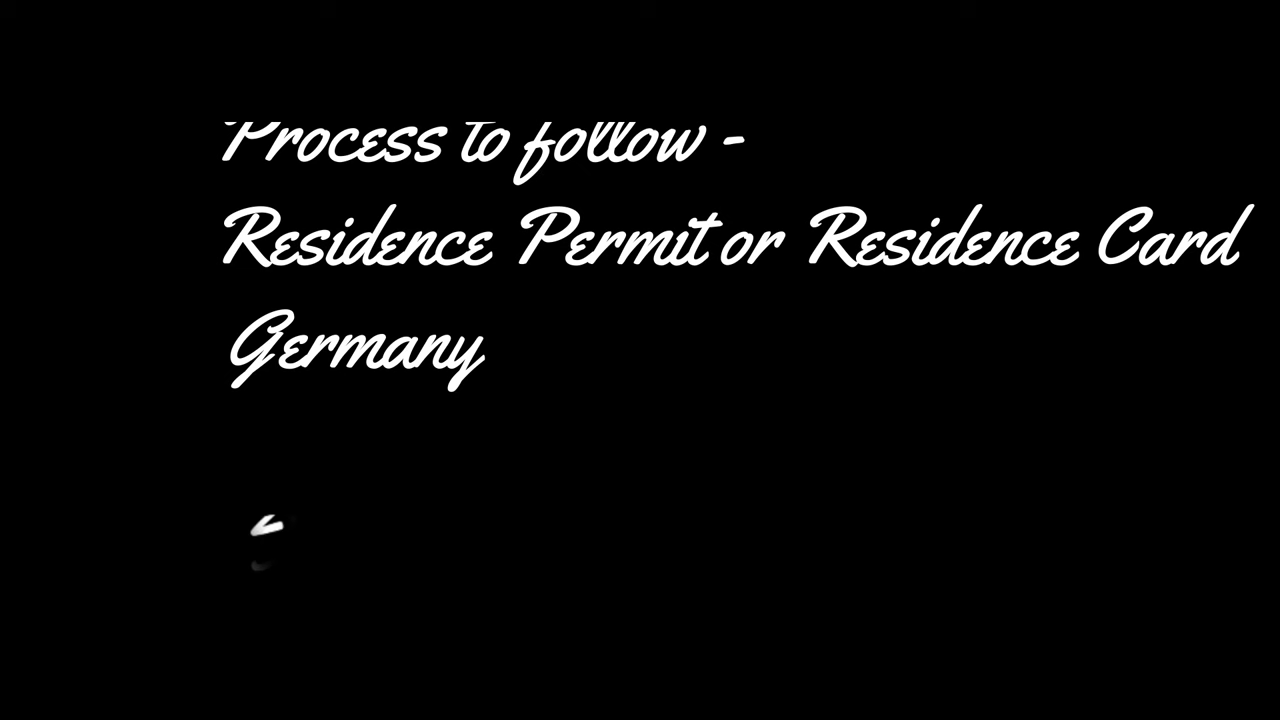 Process to follow -
Residence Permit or Residence Card
Germany